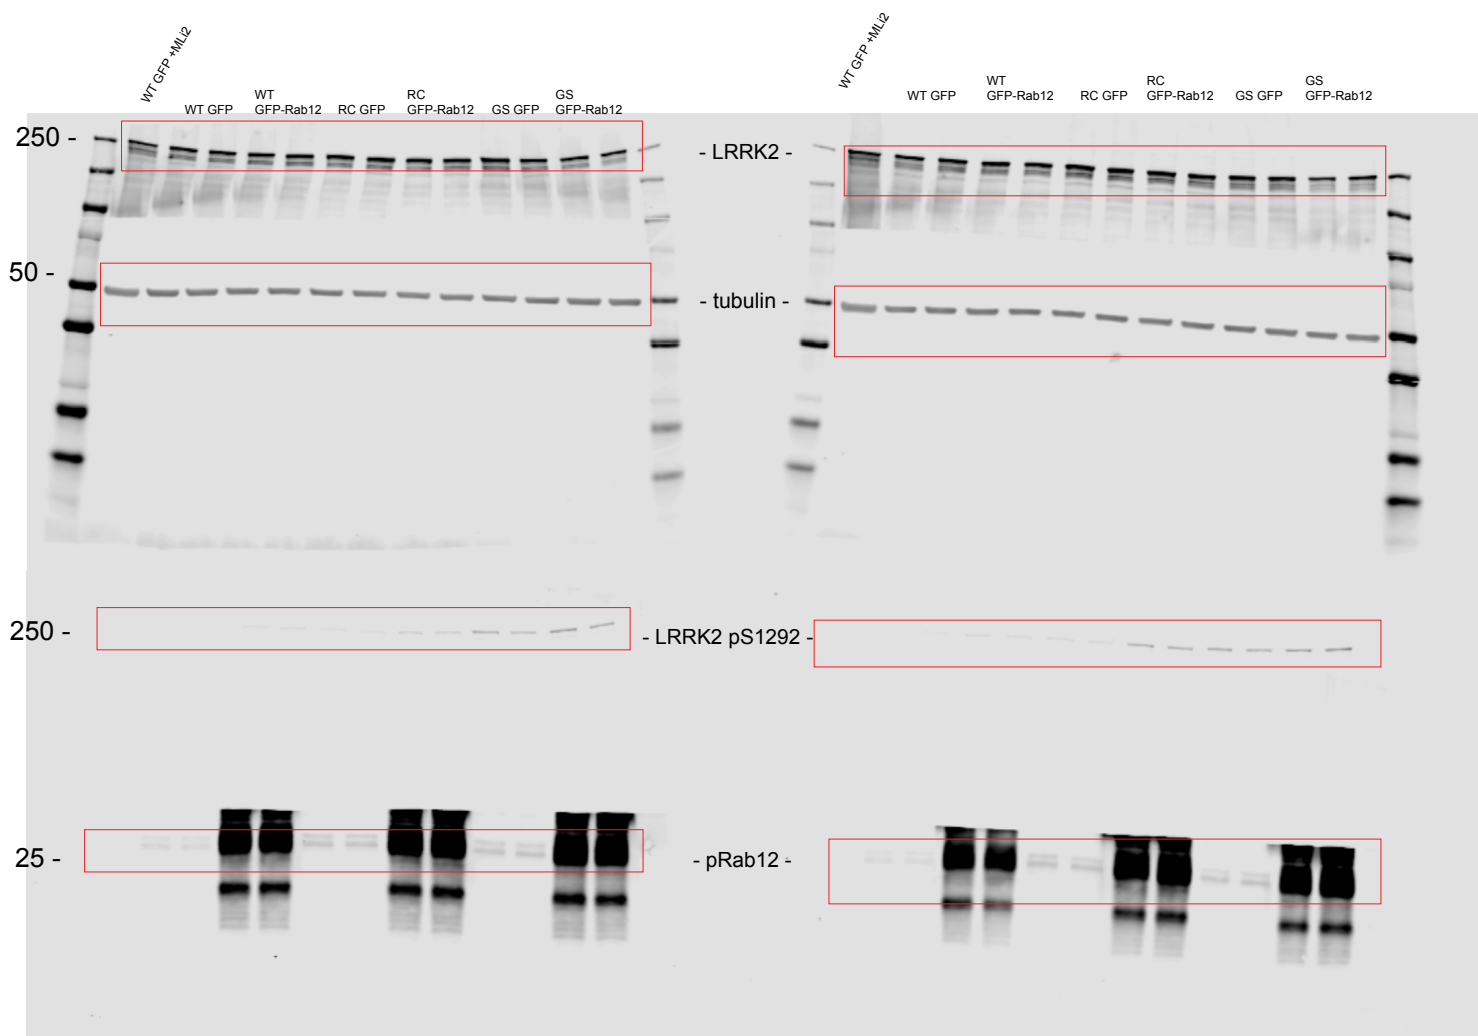 WT GFP +MLi2
WT GFP
WT
GFP-Rab12
RC GFP
RC
GFP-Rab12
GS GFP
GS
GFP-Rab12
WT GFP +MLi2
WT GFP
WT
GFP-Rab12
RC GFP
RC
GFP-Rab12
GS GFP
GS
GFP-Rab12
250 -
- LRRK2 -
50 -
- tubulin -
250 -
- LRRK2 pS1292 -
25 -
- pRab12 -